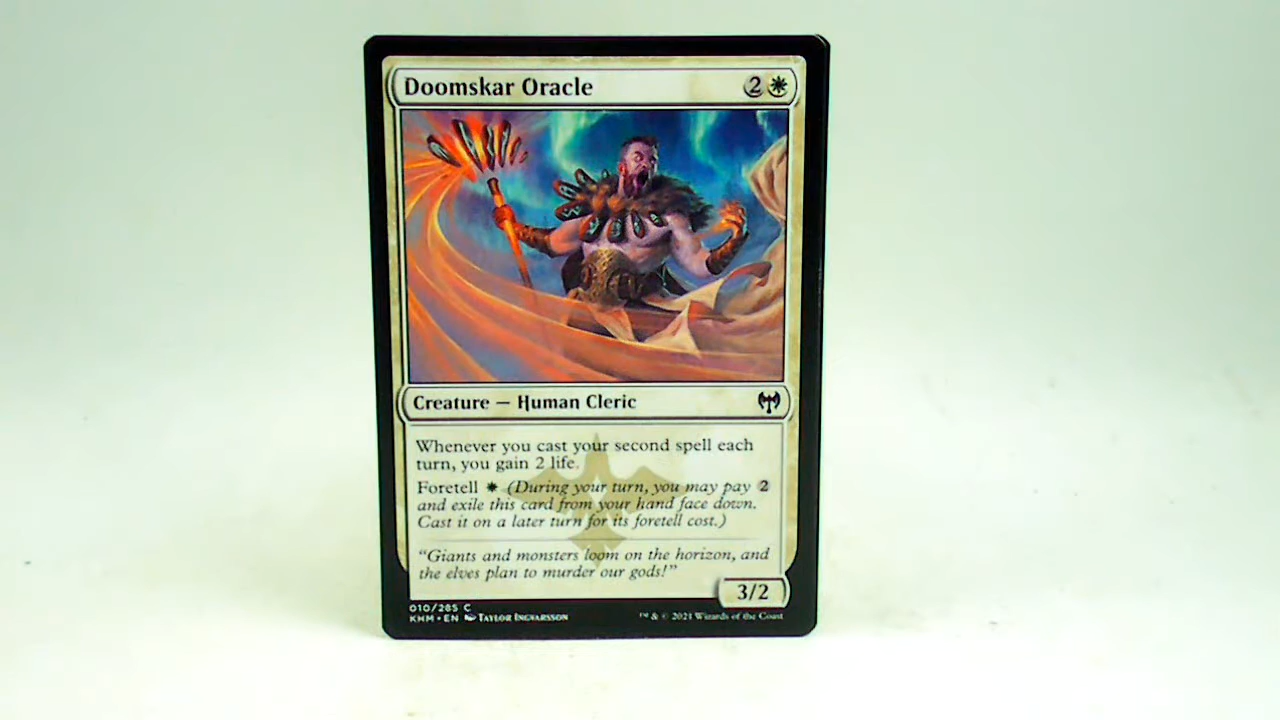 Doomskar Oracle 2
Creature — Human Cleric
Whenever you cast your second spell each
turn, you gain 2 life.
Foretell (During your turn, you may pay 2
and exile this card from your hand face down.
Cast it on a later turn for its foretell cost.)
“Giants and monsters loom on the horizon, and
the elves plan to murder our gods!”
3/2
010/285 C
KHM • EN Taylor Ingvarsson ™ & © 2021 Wizards of the Coast